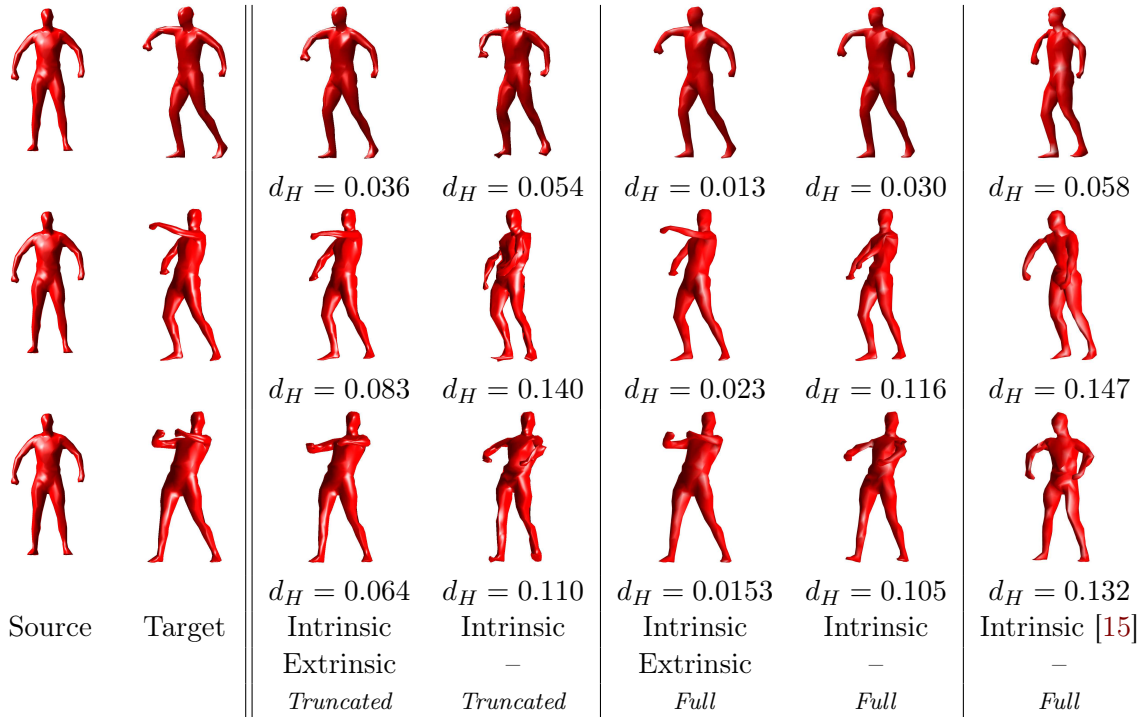 d_H = 0.036 d_H = 0.054 d_H = 0.013 d_H = 0.030 d_H = 0.058
d_H = 0.083 d_H = 0.140 d_H = 0.023 d_H = 0.116 d_H = 0.147
d_H = 0.064 d_H = 0.110 d_H = 0.0153 d_H = 0.105 d_H = 0.132
Source Target Intrinsic Intrinsic Intrinsic Intrinsic Intrinsic [15]
Extrinsic – Extrinsic – –
Truncated Truncated Full Full Full